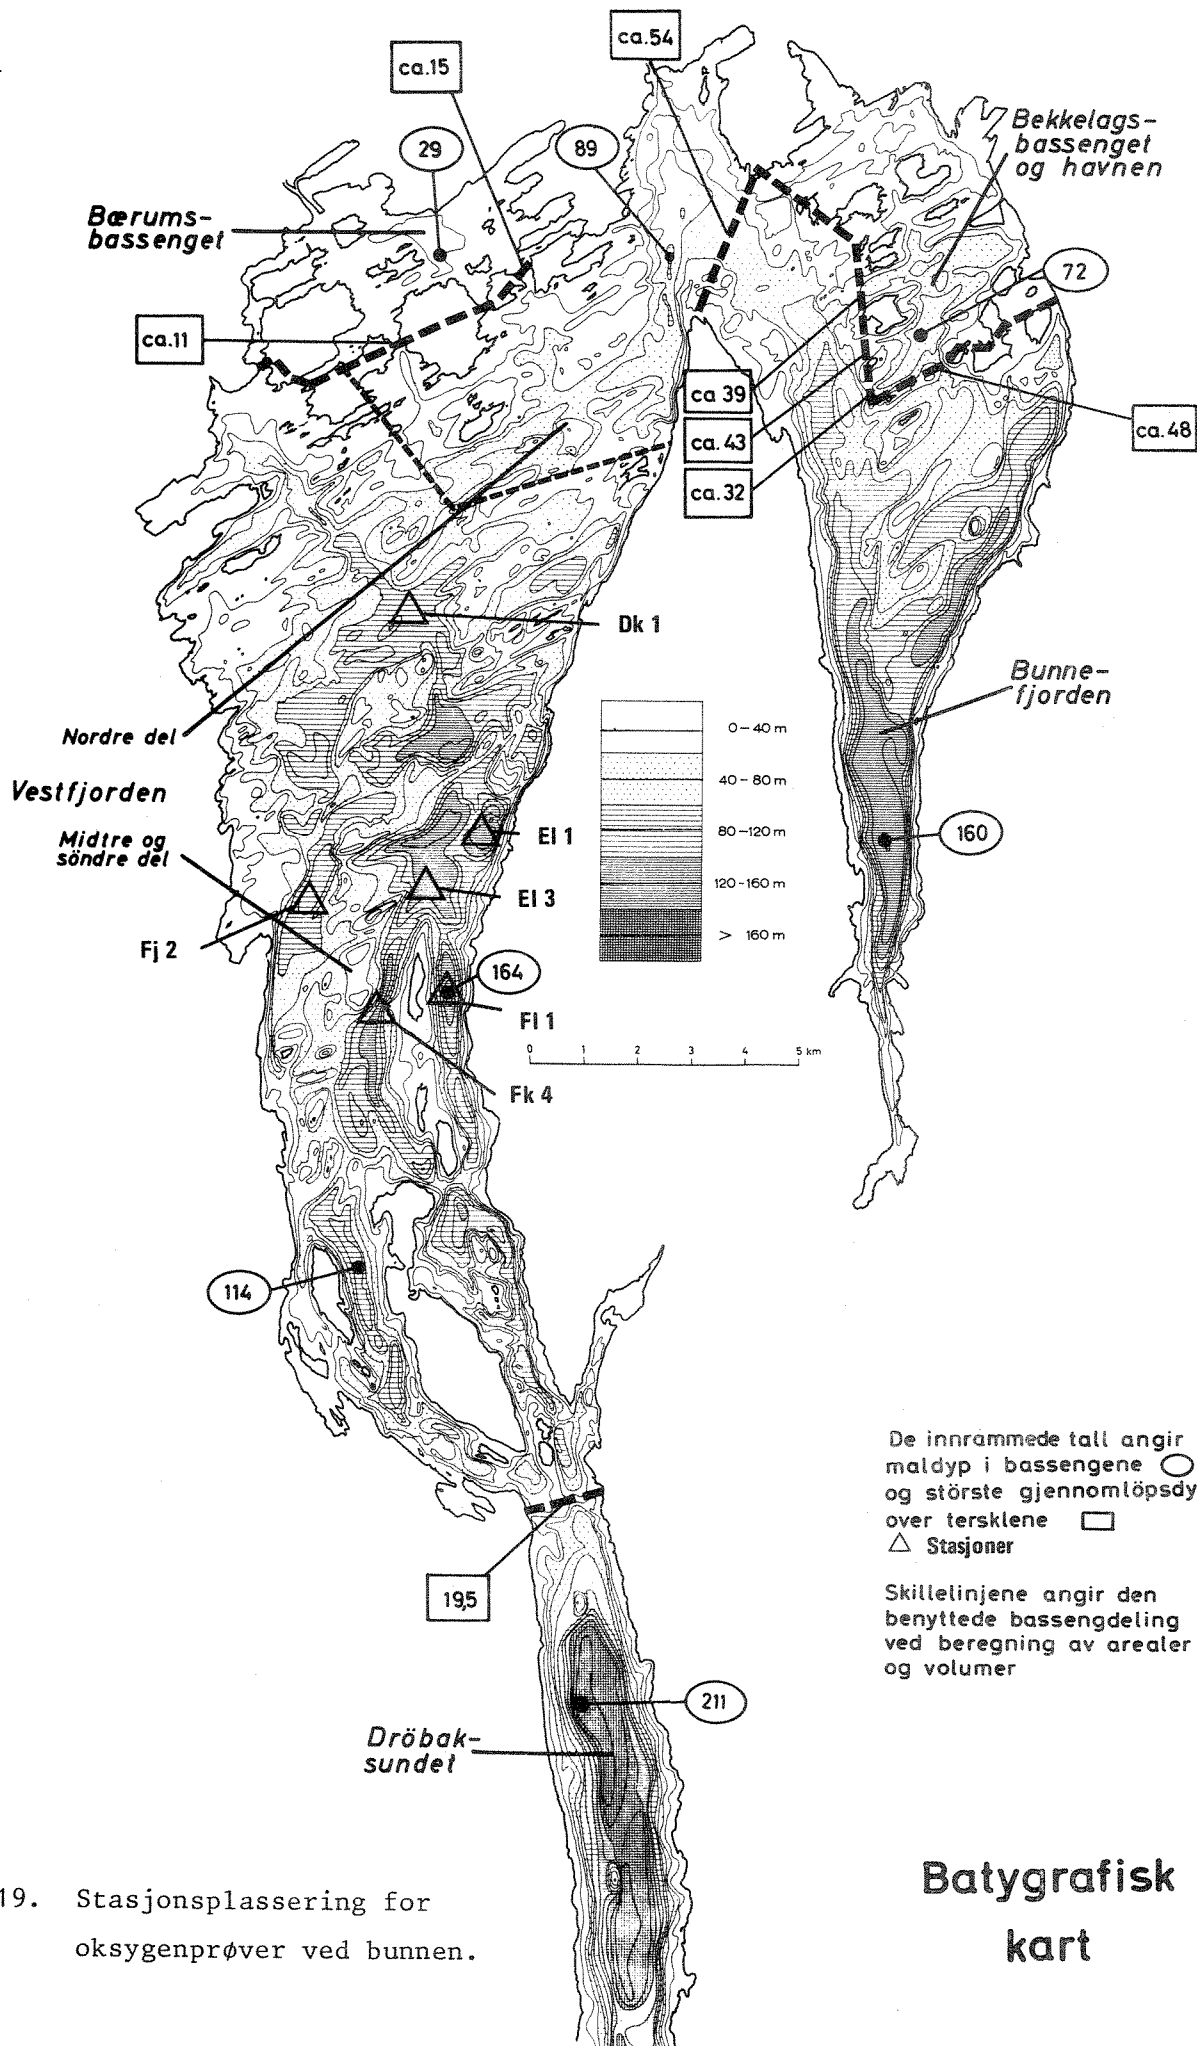 ca.54
ca.15
29
89
Bekkelags-
bassenget
og havnen
Bærums-
bassenget
72
ca.11
ca 39
ca.43
ca.32
ca.48
Dk 1
Bunne-
fjorden
Nordre del
0-40 m
40-80 m
80-120 m
120-160 m
> 160 m
Vestfjorden
Midtre og
söndre del
El 1
160
El 3
Fj 2
164
Fl 1
0 1 2 3 4 5 km
Fk 4
114
De innrammede tall angir
maldyp i bassengene
og störste gjennomlöpsdy
over tersklene
Stasjoner
19,5
Skillelinjene angir den
benyttede bassengdeling
ved beregning av arealer
og volumer
211
Dröbak-
sundet
Batygrafisk
kart
19. Stasjonsplassering for
oksygenprøver ved bunnen.